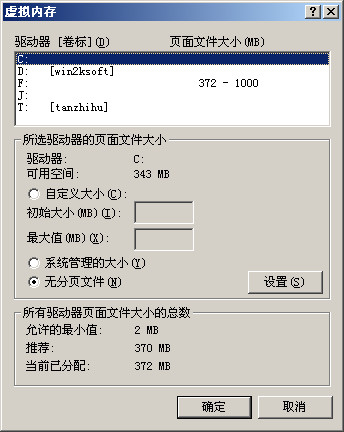 虚拟内存
驱动器 [卷标](D) 页面文件大小(MB)
C:
D: [win2ksoft]
F: 372 - 1000
J:
T: [tanzhihu]
所选驱动器的页面文件大小
驱动器: C:
可用空间: 343 MB
自定义大小(C):
初始大小(MB)(I):
最大值(MB)(X):
系统管理的大小(Y)
无分页文件(N) 设置(S)
所有驱动器页面文件大小的总数
允许的最小值: 2 MB
推荐: 370 MB
当前已分配: 372 MB
确定 取消